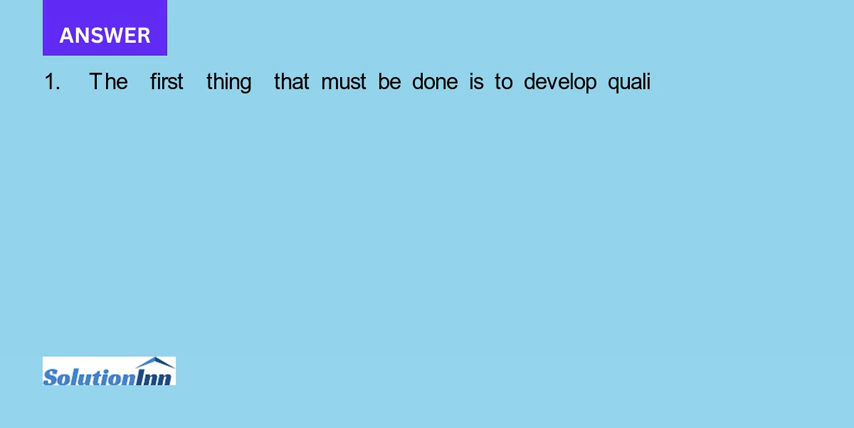 ANSWER
1. The first thing that must be done is to develop quali
SolutionInn